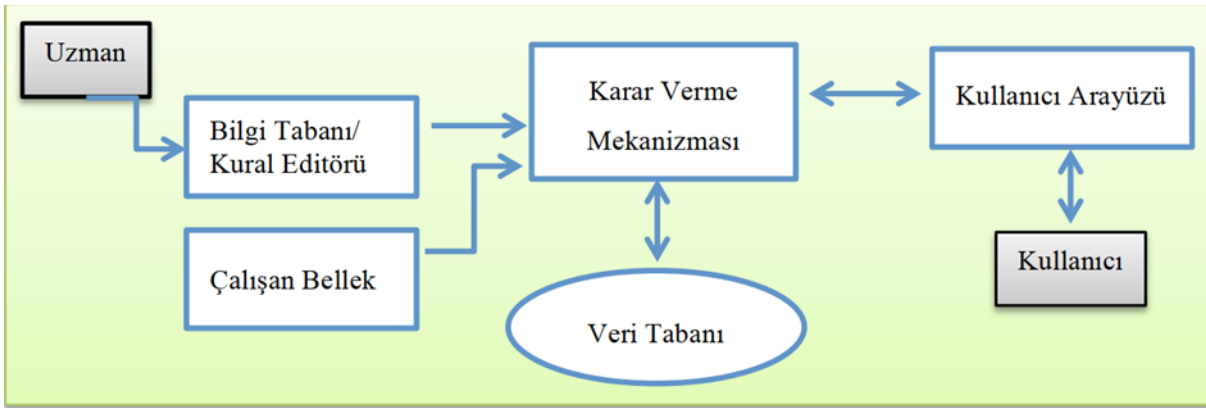 Uzman
Bilgi Tabanı/
Kural Editörü
Çalışan Bellek
Karar Verme
Mekanizması
Veri Tabanı
Kullanıcı Arayüzü
Kullanıcı